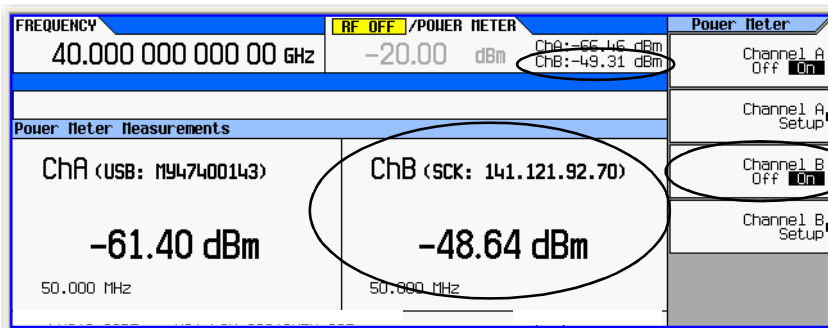 FREQUENCY
40.000 000 000 00 GHz
RF OFF /POWER METER
-20.00 dBm
ChA:-66.46 dBm
ChB:-49.31 dBm
Power Meter
Channel A
Off On
Channel A
Setup
Channel B
Off On
Channel B
Setup
Power Meter Measurements
ChA (USB: MY47400143)
-61.40 dBm
50.000 MHz
ChB (SCK: 141.121.92.70)
-48.64 dBm
50.000 MHz